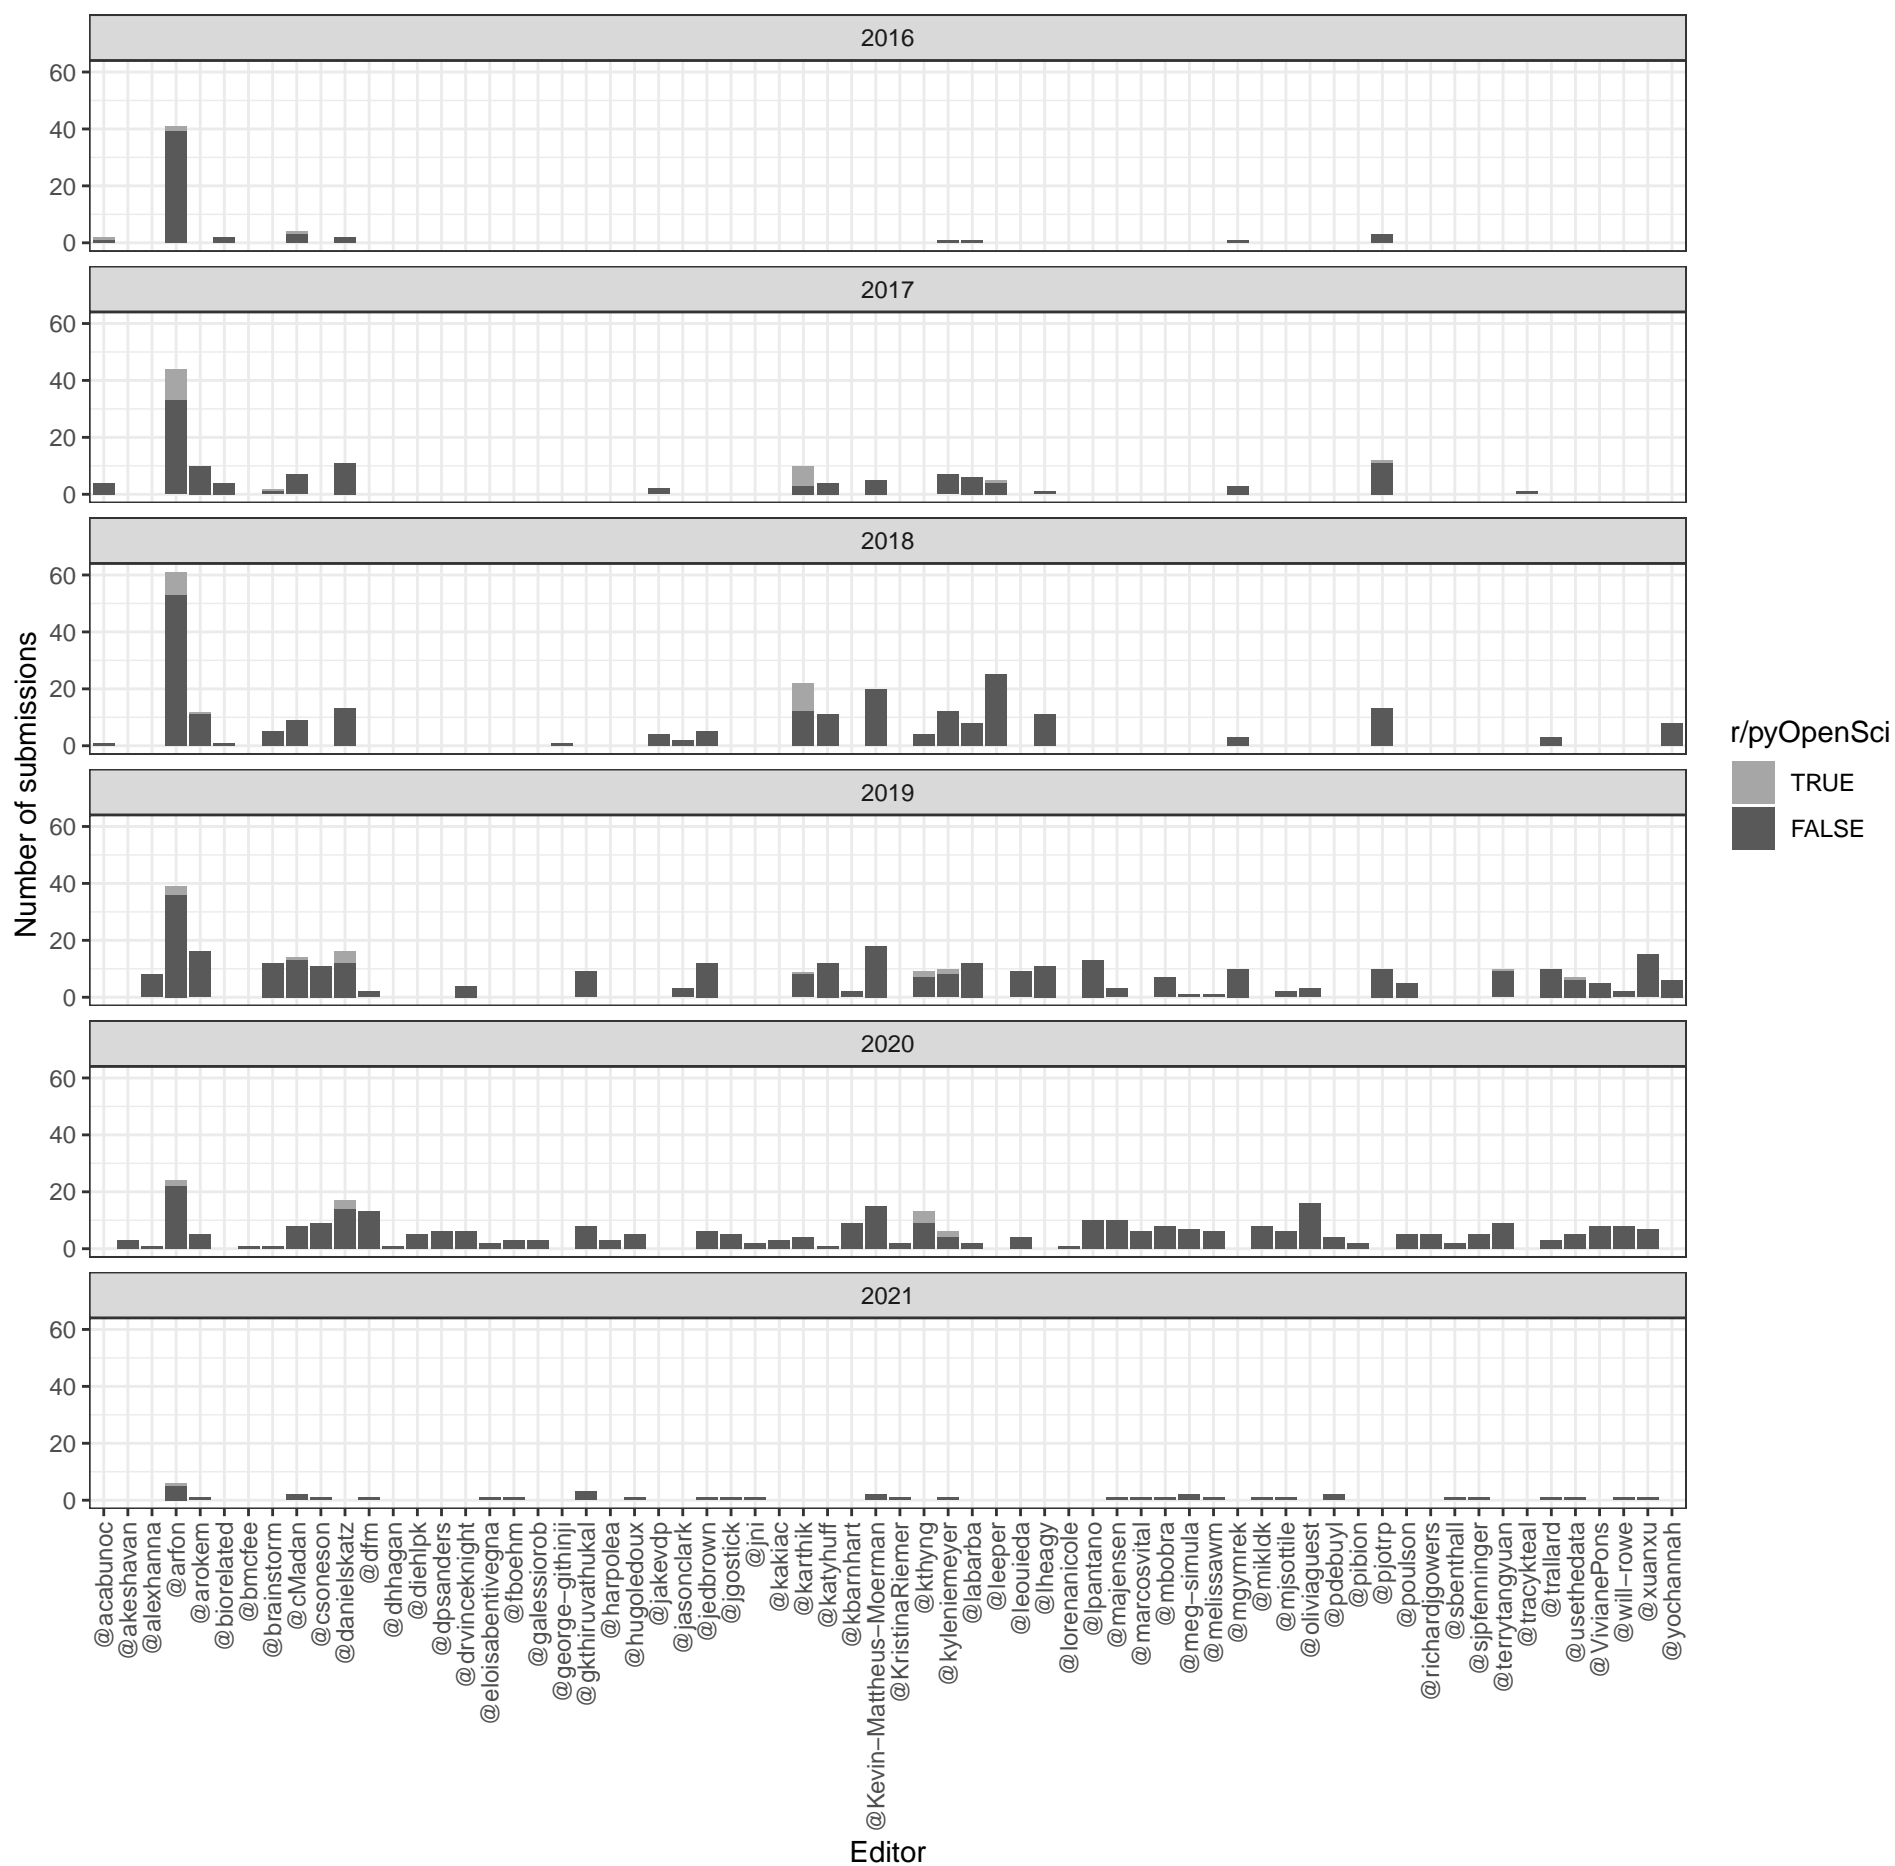 2016
60
40
20
0
2017
60
40
20
0
2018
60
40
20
0
2019
60
40
20
0
2020
60
40
20
0
2021
60
40
20
0
Number of submissions
@acabunoc
@akeshavan
@alexhanna
@arfon
@arokem
@biorelated
@bmcfee
@brainstorm
@cMadan
@csoneson
@danielskatz
@dfm
@dhhagan
@diehlpk
@dpsanders
@drvinceknight
@eloisabentivegna
@fboehm
@galessiorob
@george−githinji
@gkthiruvathukal
@harpolea
@hugoledoux
@jakevdp
@jasonclark
@jedbrown
@jgostick
@jni
@kakiac
@karthik
@katyhuff
@kbarnhart
@Kevin−Mattheus−Moerman
@KristinaRiemer
@kthyng
@kyleniemeyer
@labarba
@leeper
@leouieda
@lheagy
@lorenanicole
@lpantano
@majensen
@marcosvital
@mbobra
@meg−simula
@melissawm
@mgymrek
@mikldk
@mjsottile
@oliviaguest
@pdebuyl
@pibion
@pjotrp
@poulson
@richardjgowers
@sbenthall
@sjpfenninger
@terrytangyuan
@tracykteal
@trallard
@usethedata
@VivianePons
@will−rowe
@xuanxu
@yochannah
Editor
r/pyOpenSci
TRUE
FALSE